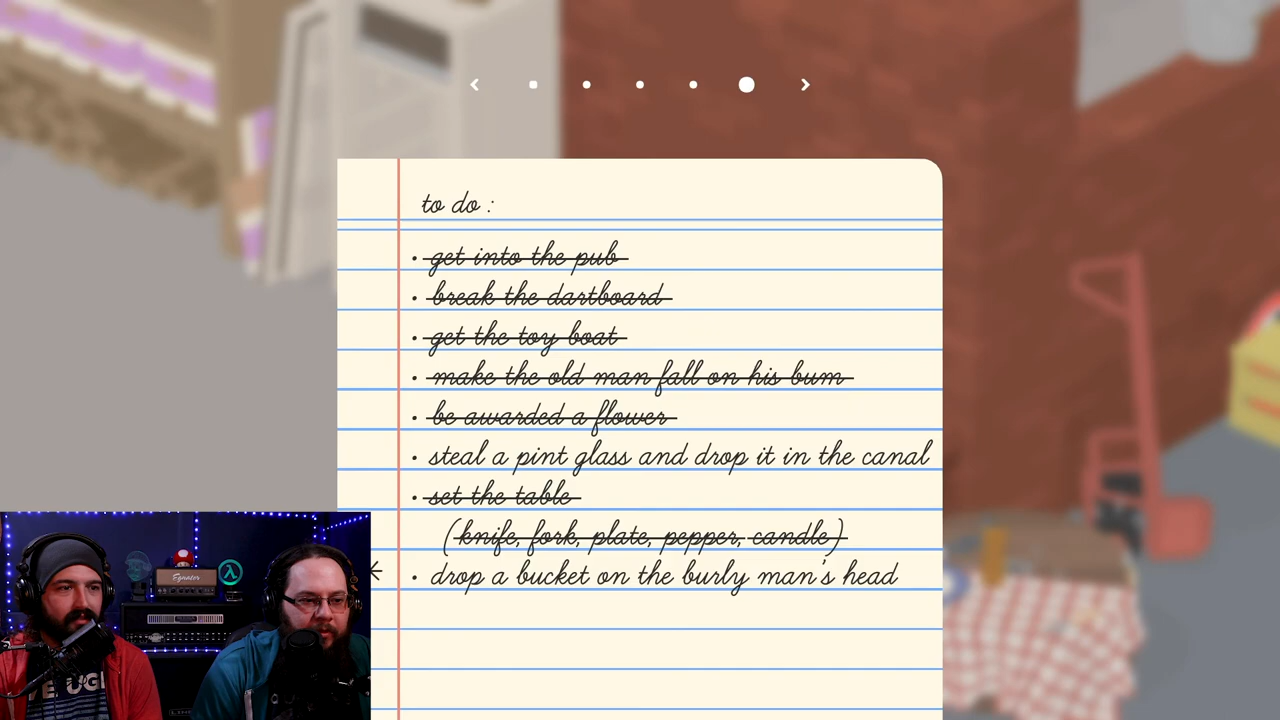 to do :
• get into the pub
• break the dartboard
• get the toy boat
• make the old man fall on his bum
• be awarded a flower
• steal a pint glass and drop it in the canal
• set the table
(knife, fork, plate, pepper, candle)
• drop a bucket on the burly man's head
Egnater